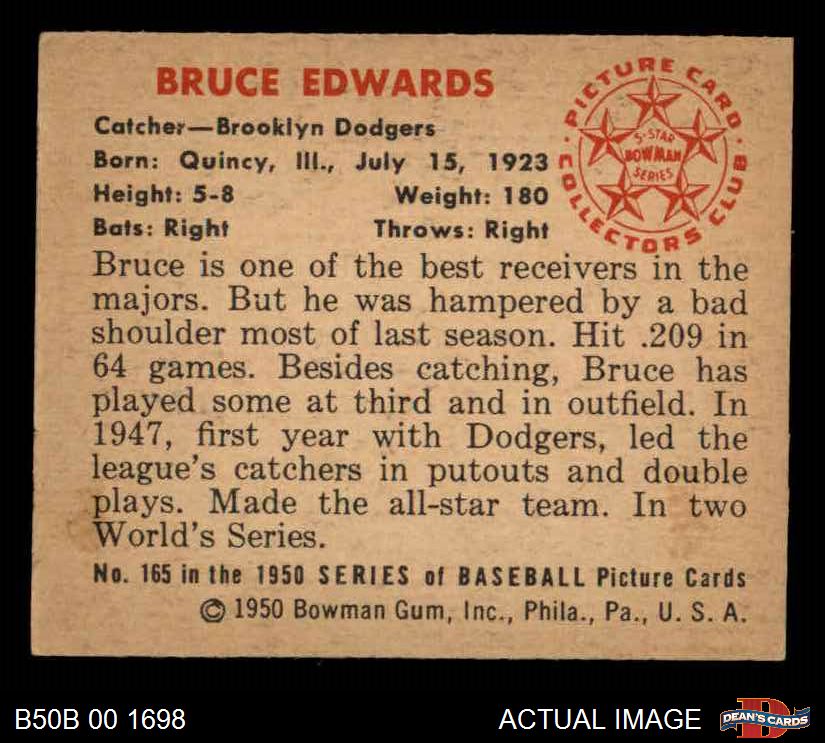 BRUCE EDWARDS
Catcher—Brooklyn Dodgers
Born: Quincy, Ill., July 15, 1923
Height: 5-8 Weight: 180
Bats: Right Throws: Right
· PICTURE CARD ·
COLLECTORS CLUB
5-STAR
BOWMAN
SERIES
Bruce is one of the best receivers in the
majors. But he was hampered by a bad
shoulder most of last season. Hit .209 in
64 games. Besides catching, Bruce has
played some at third and in outfield. In
1947, first year with Dodgers, led the
league's catchers in putouts and double
plays. Made the all-star team. In two
World's Series.
No. 165 in the 1950 SERIES of BASEBALL Picture Cards
© 1950 Bowman Gum, Inc., Phila., Pa., U. S. A.
B50B 00 1698 ACTUAL IMAGE
D
DEAN'S CARDS